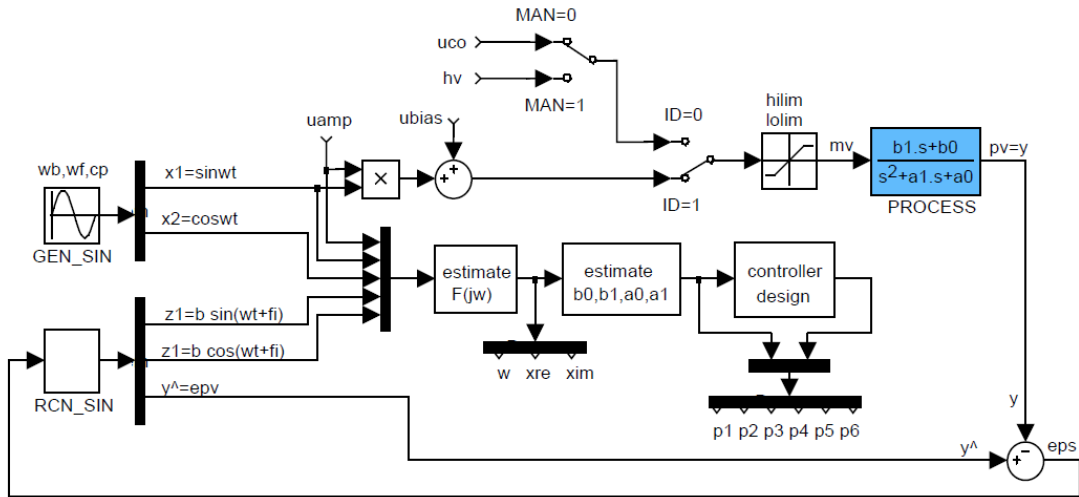 MAN=0
uco
hv
MAN=1
uamp
ubias
ID=0
ID=1
hilim
lolim
mv
b1.s+b0
s2+a1.s+a0
PROCESS
pv=y
wb,wf,cp
GEN_SIN
x1=sinwt
x2=coswt
×
+
+
estimate
F(jw)
estimate
b0,b1,a0,a1
controller
design
z1=b sin(wt+fi)
z1=b cos(wt+fi)
y^=epv
RCN_SIN
w xre xim
p1 p2 p3 p4 p5 p6
y
y^
+
−
eps